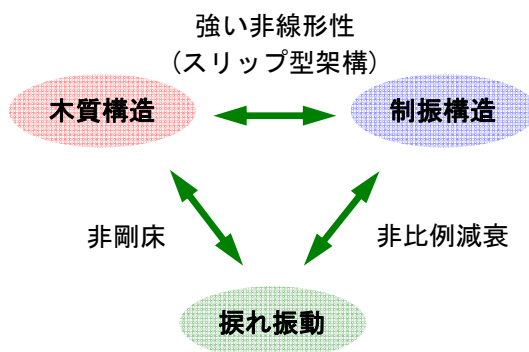 強い非線形性
（スリップ型架構）
木質構造
制振構造
非剛床
非比例減衰
捩れ振動